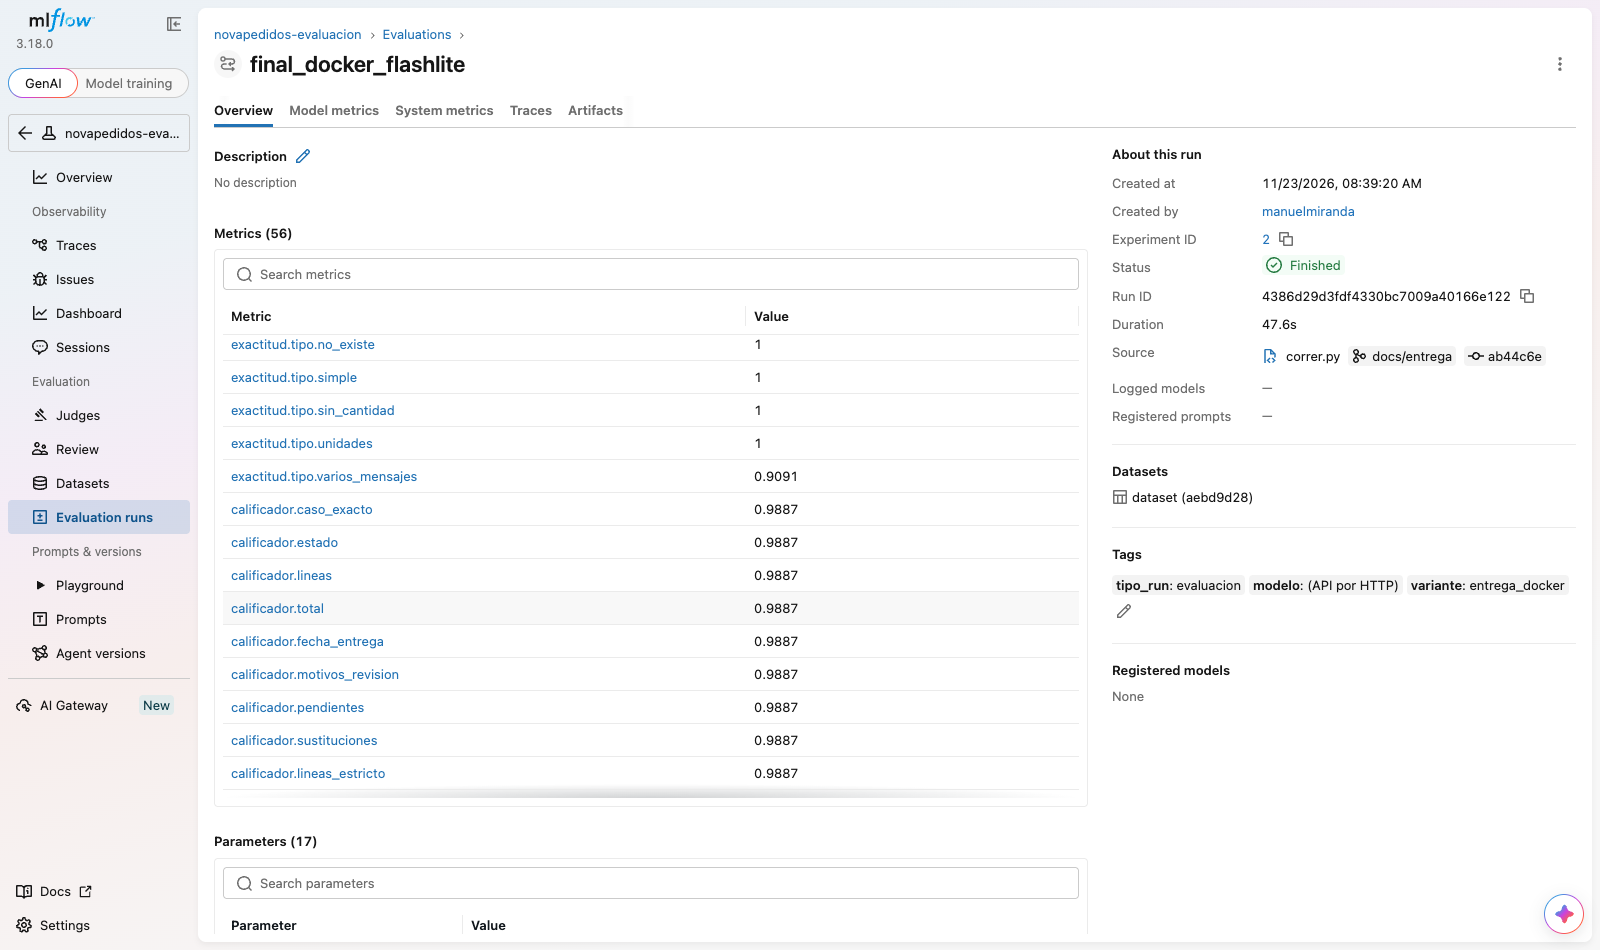 mlflow
3.18.0
GenAI
Model training
novapedidos-eva...
Overview
Observability
Traces
Issues
Dashboard
Sessions
Evaluation
Judges
Review
Datasets
Evaluation runs
Prompts & versions
Playground
Prompts
Agent versions
AI Gateway New
Docs
Settings
novapedidos-evaluacion › Evaluations ›
final_docker_flashlite
Overview Model metrics System metrics Traces Artifacts
Description
No description
Metrics (56)
Search metrics
Metric Value
exactitud.tipo.no_existe 1
exactitud.tipo.simple 1
exactitud.tipo.sin_cantidad 1
exactitud.tipo.unidades 1
exactitud.tipo.varios_mensajes 0.9091
calificador.caso_exacto 0.9887
calificador.estado 0.9887
calificador.lineas 0.9887
calificador.total 0.9887
calificador.fecha_entrega 0.9887
calificador.motivos_revision 0.9887
calificador.pendientes 0.9887
calificador.sustituciones 0.9887
calificador.lineas_estricto 0.9887
Parameters (17)
Search parameters
Parameter Value
About this run
Created at 11/23/2026, 08:39:20 AM
Created by manuelmiranda
Experiment ID 2
Status Finished
Run ID 4386d29d3fdf4330bc7009a40166e122
Duration 47.6s
Source correr.py docs/entrega ab44c6e
Logged models —
Registered prompts —
Datasets
dataset (aebd9d28)
Tags
tipo_run: evaluacion modelo: (API por HTTP) variante: entrega_docker
Registered models
None